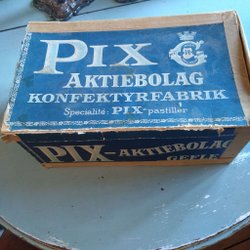 PIX
AKTIEBOLAG
KONFEKTYRFABRIK
Specialité: PIX-pastiller
PIX-AKTIEBOLAG
GEFLE